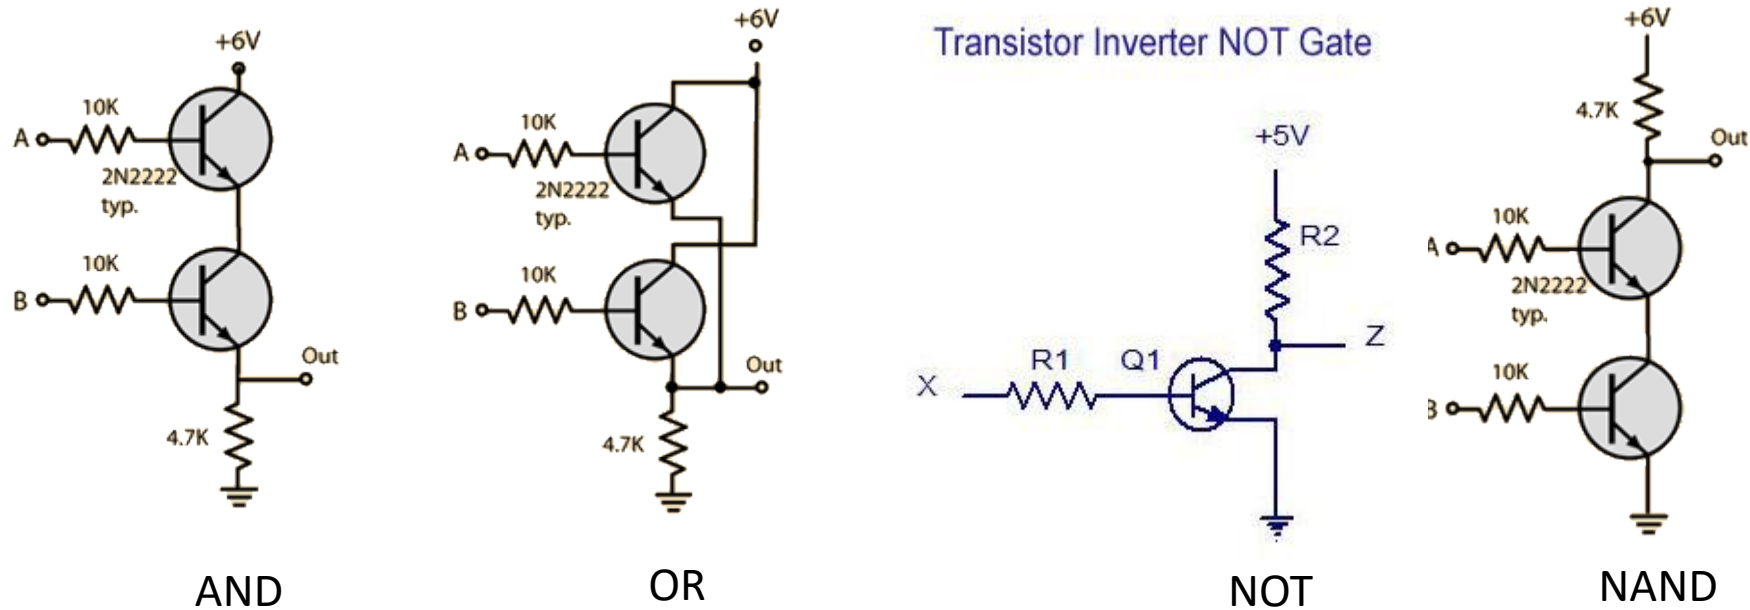 +6V
10K
A
2N2222
typ.
10K
B
Out
4.7K
AND
+6V
10K
A
2N2222
typ.
10K
B
Out
4.7K
OR
Transistor Inverter NOT Gate
+5V
R2
Z
R1
Q1
X
NOT
+6V
4.7K
Out
10K
A
2N2222
typ.
10K
B
NAND